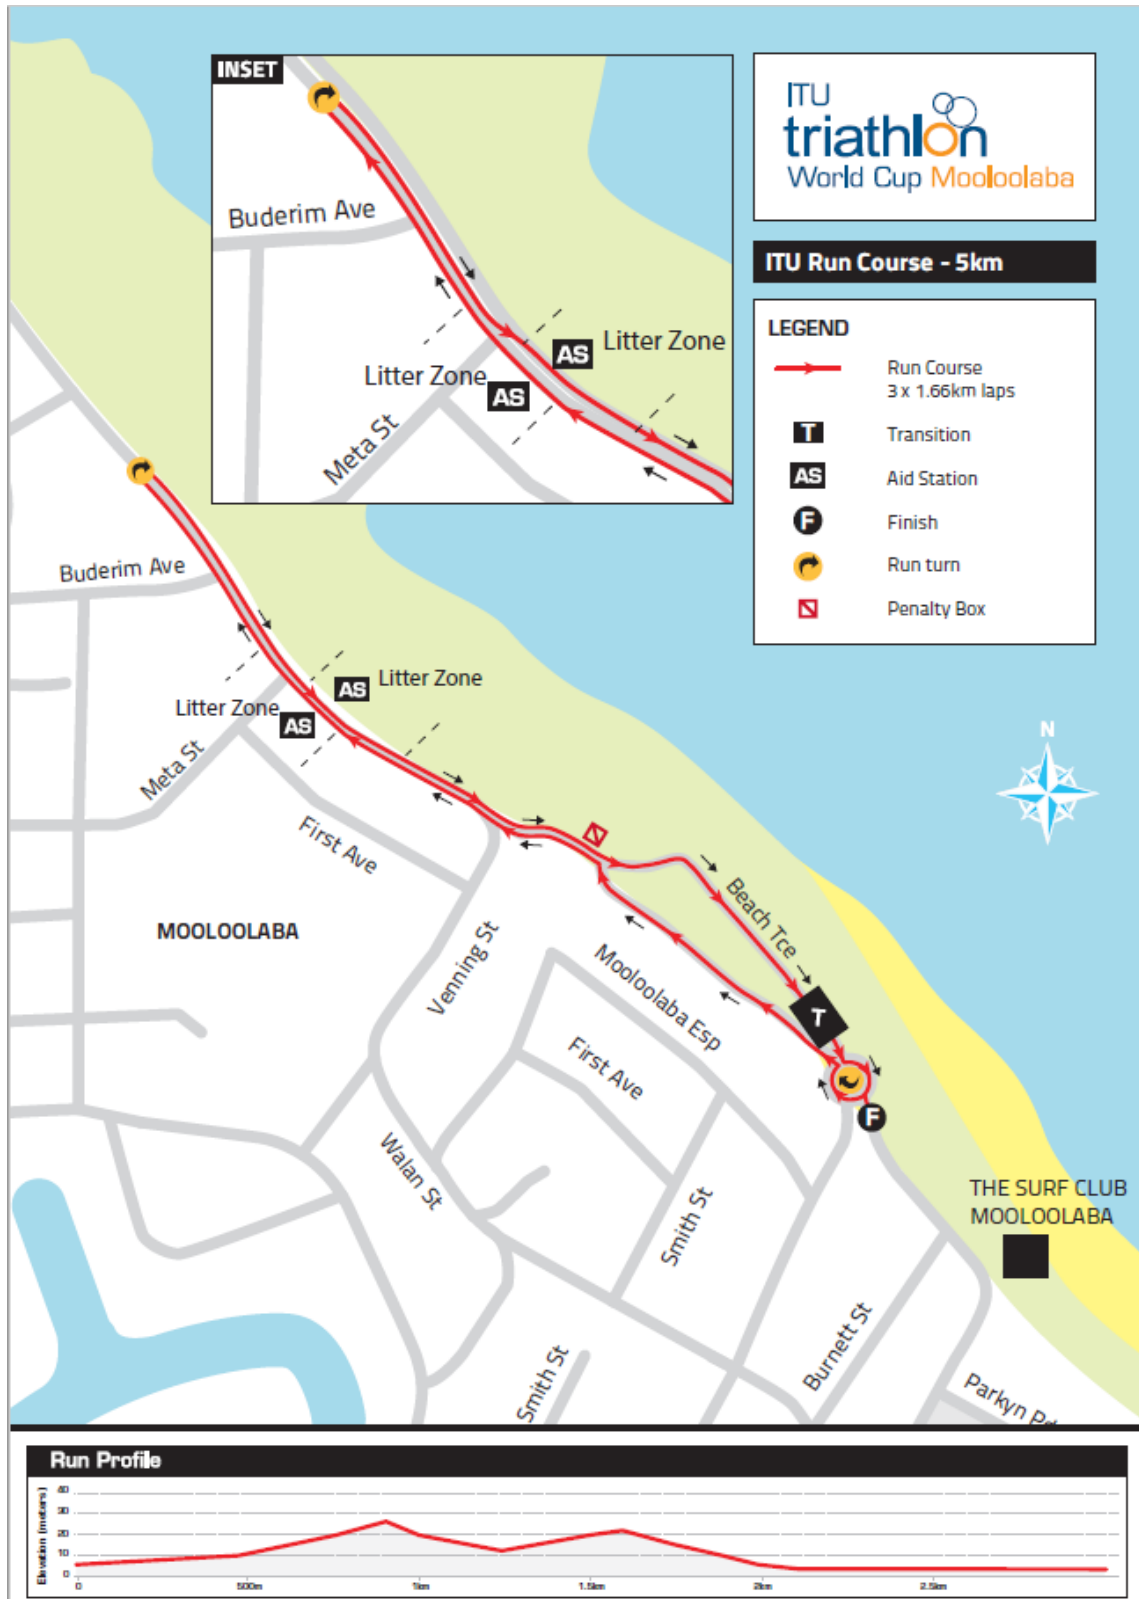 INSET
Buderim Ave
Litter Zone
AS
Litter Zone
AS
Meta St
ITU
triathlon
World Cup Mooloolaba
ITU Run Course - 5km
LEGEND
Run Course
3 x 1.66km laps
T
Transition
AS
Aid Station
F
Finish
Run turn
Penalty Box
Buderim Ave
Litter Zone
AS
Litter Zone
AS
Meta St
First Ave
N
MOOLOOLABA
Venning St
Beach Tce
Mooloolaba Esp
T
First Ave
F
Walan St
Smith St
THE SURF CLUB
MOOLOOLABA
Smith St
Burnett St
Parkyn Pd
Run Profile
Elevation (meters)
40
30
20
10
0
0
500m
1km
1.5km
2km
2.5km